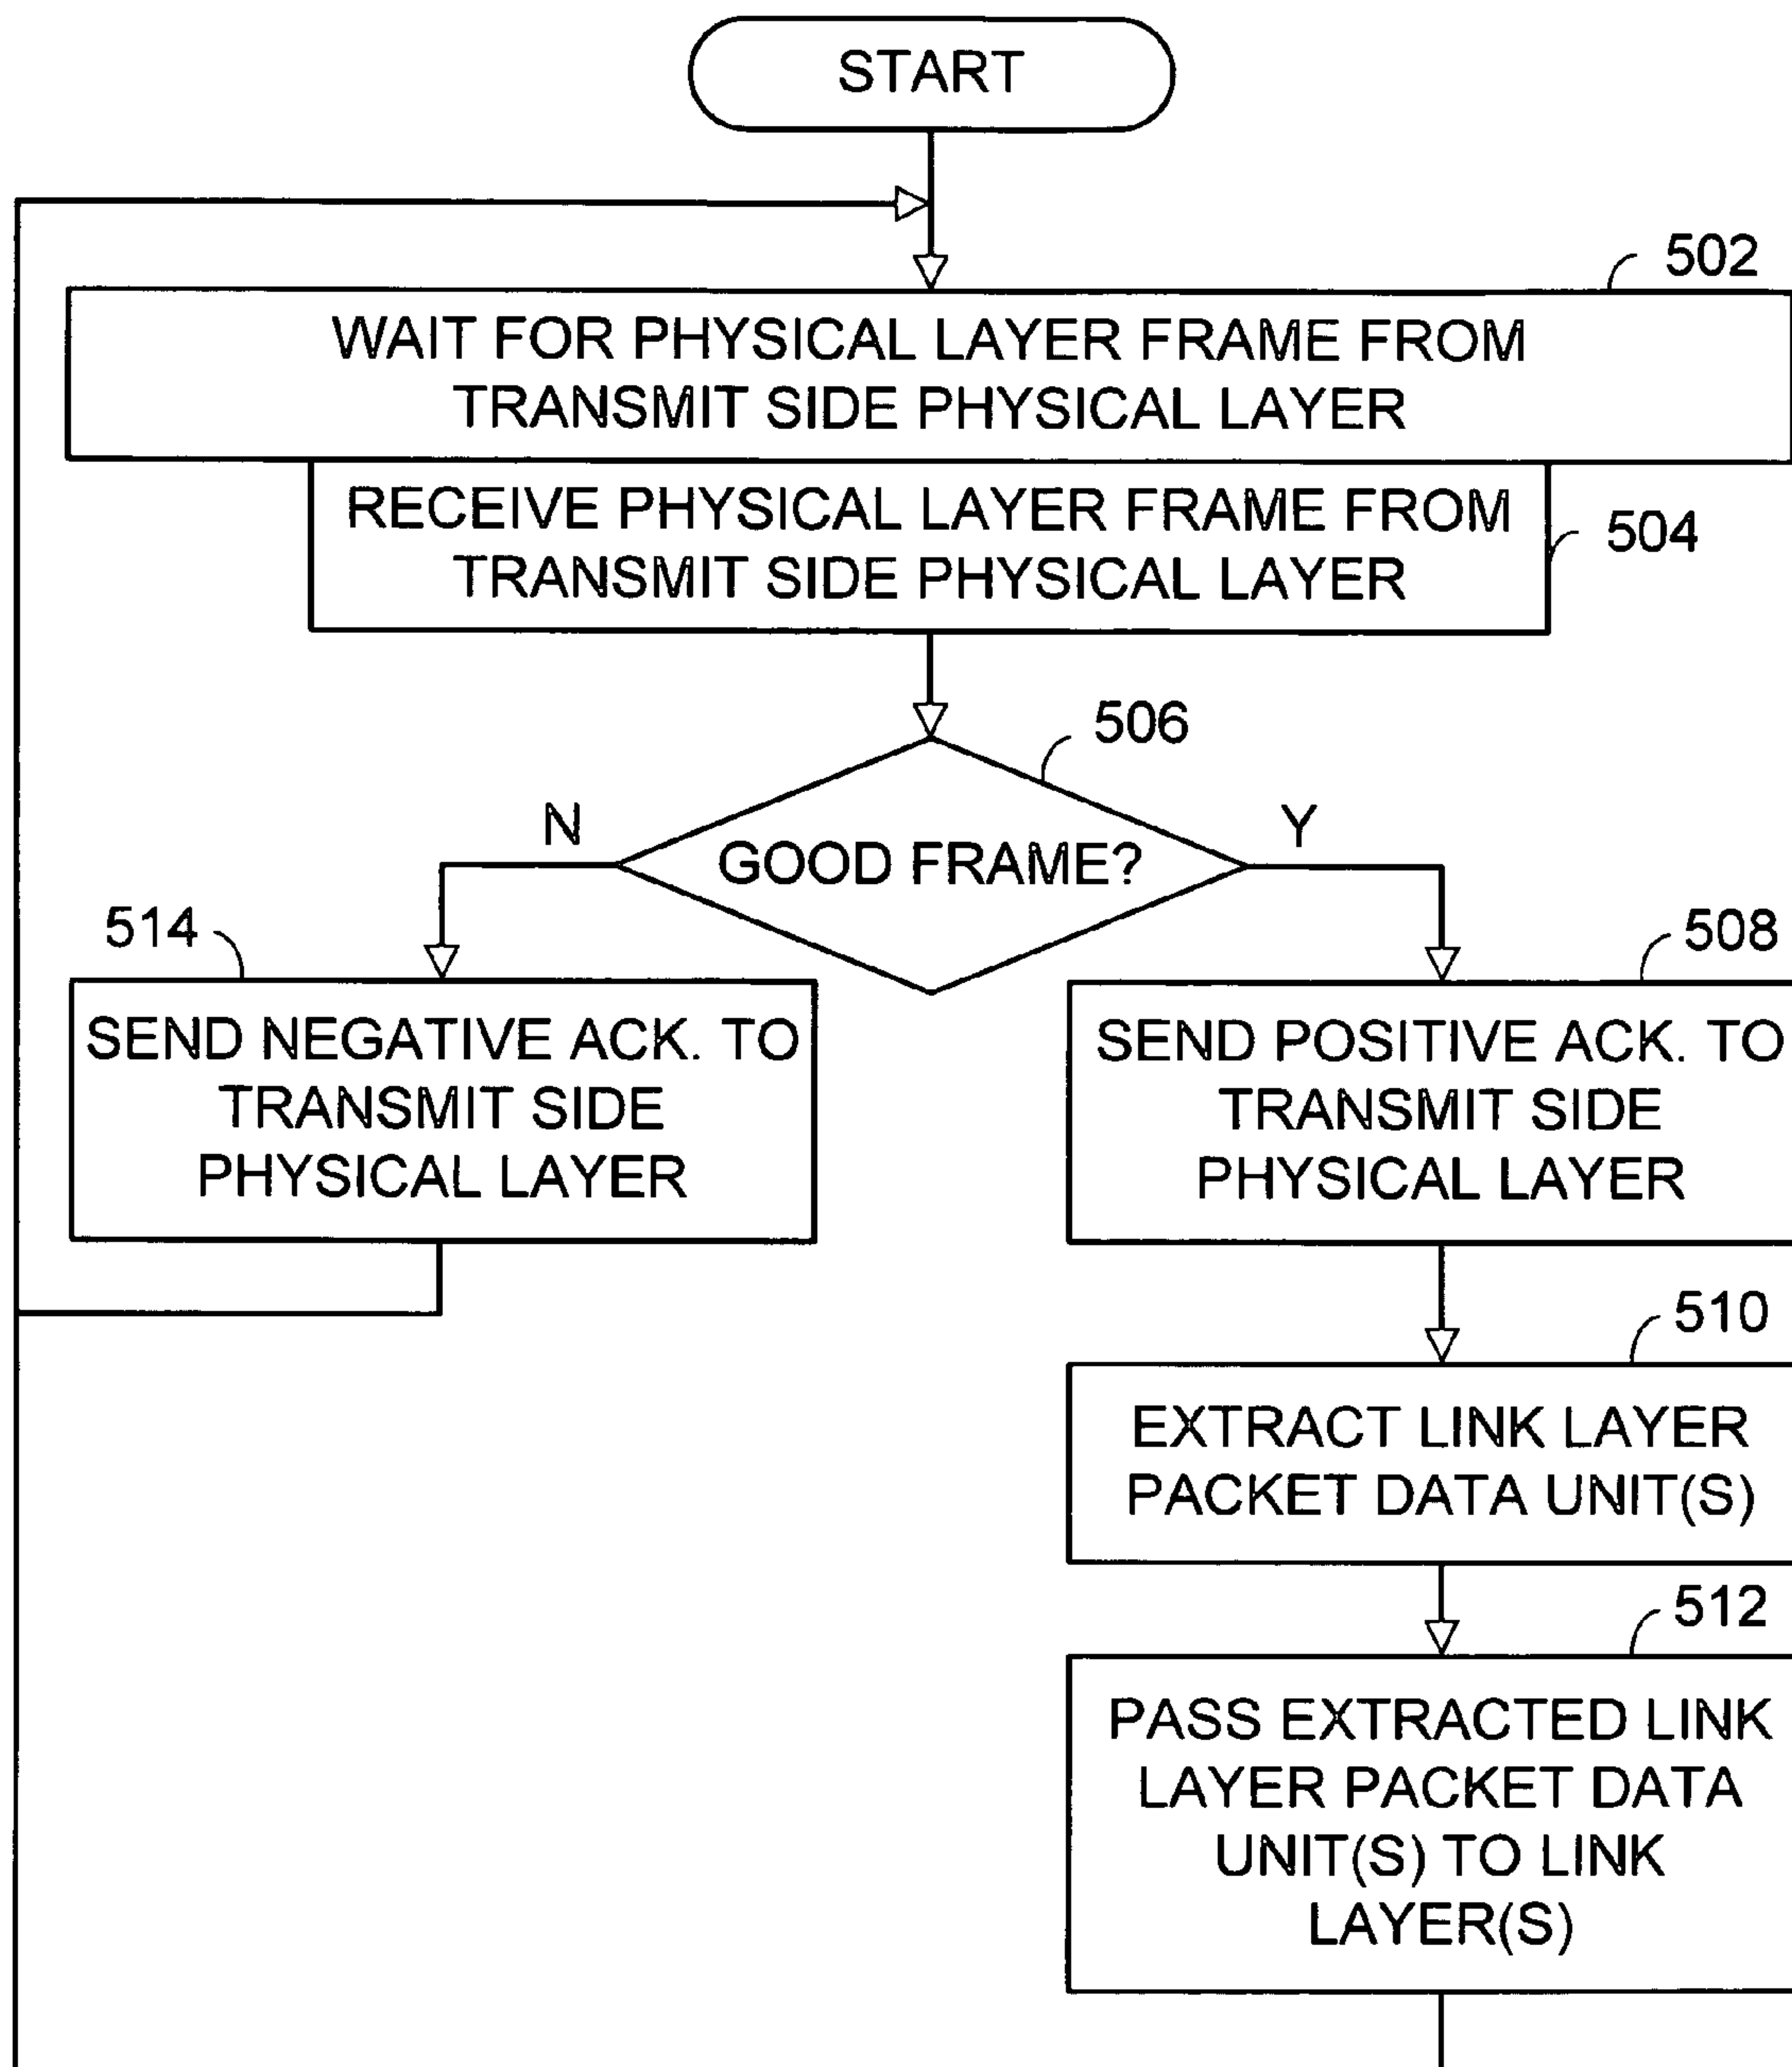 START
502
WAIT FOR PHYSICAL LAYER FRAME FROM
TRANSMIT SIDE PHYSICAL LAYER
RECEIVE PHYSICAL LAYER FRAME FROM
TRANSMIT SIDE PHYSICAL LAYER
504
506
N
GOOD FRAME?
Y
514
SEND NEGATIVE ACK. TO
TRANSMIT SIDE
PHYSICAL LAYER
508
SEND POSITIVE ACK. TO
TRANSMIT SIDE
PHYSICAL LAYER
510
EXTRACT LINK LAYER
PACKET DATA UNIT(S)
512
PASS EXTRACTED LINK
LAYER PACKET DATA
UNIT(S) TO LINK
LAYER(S)